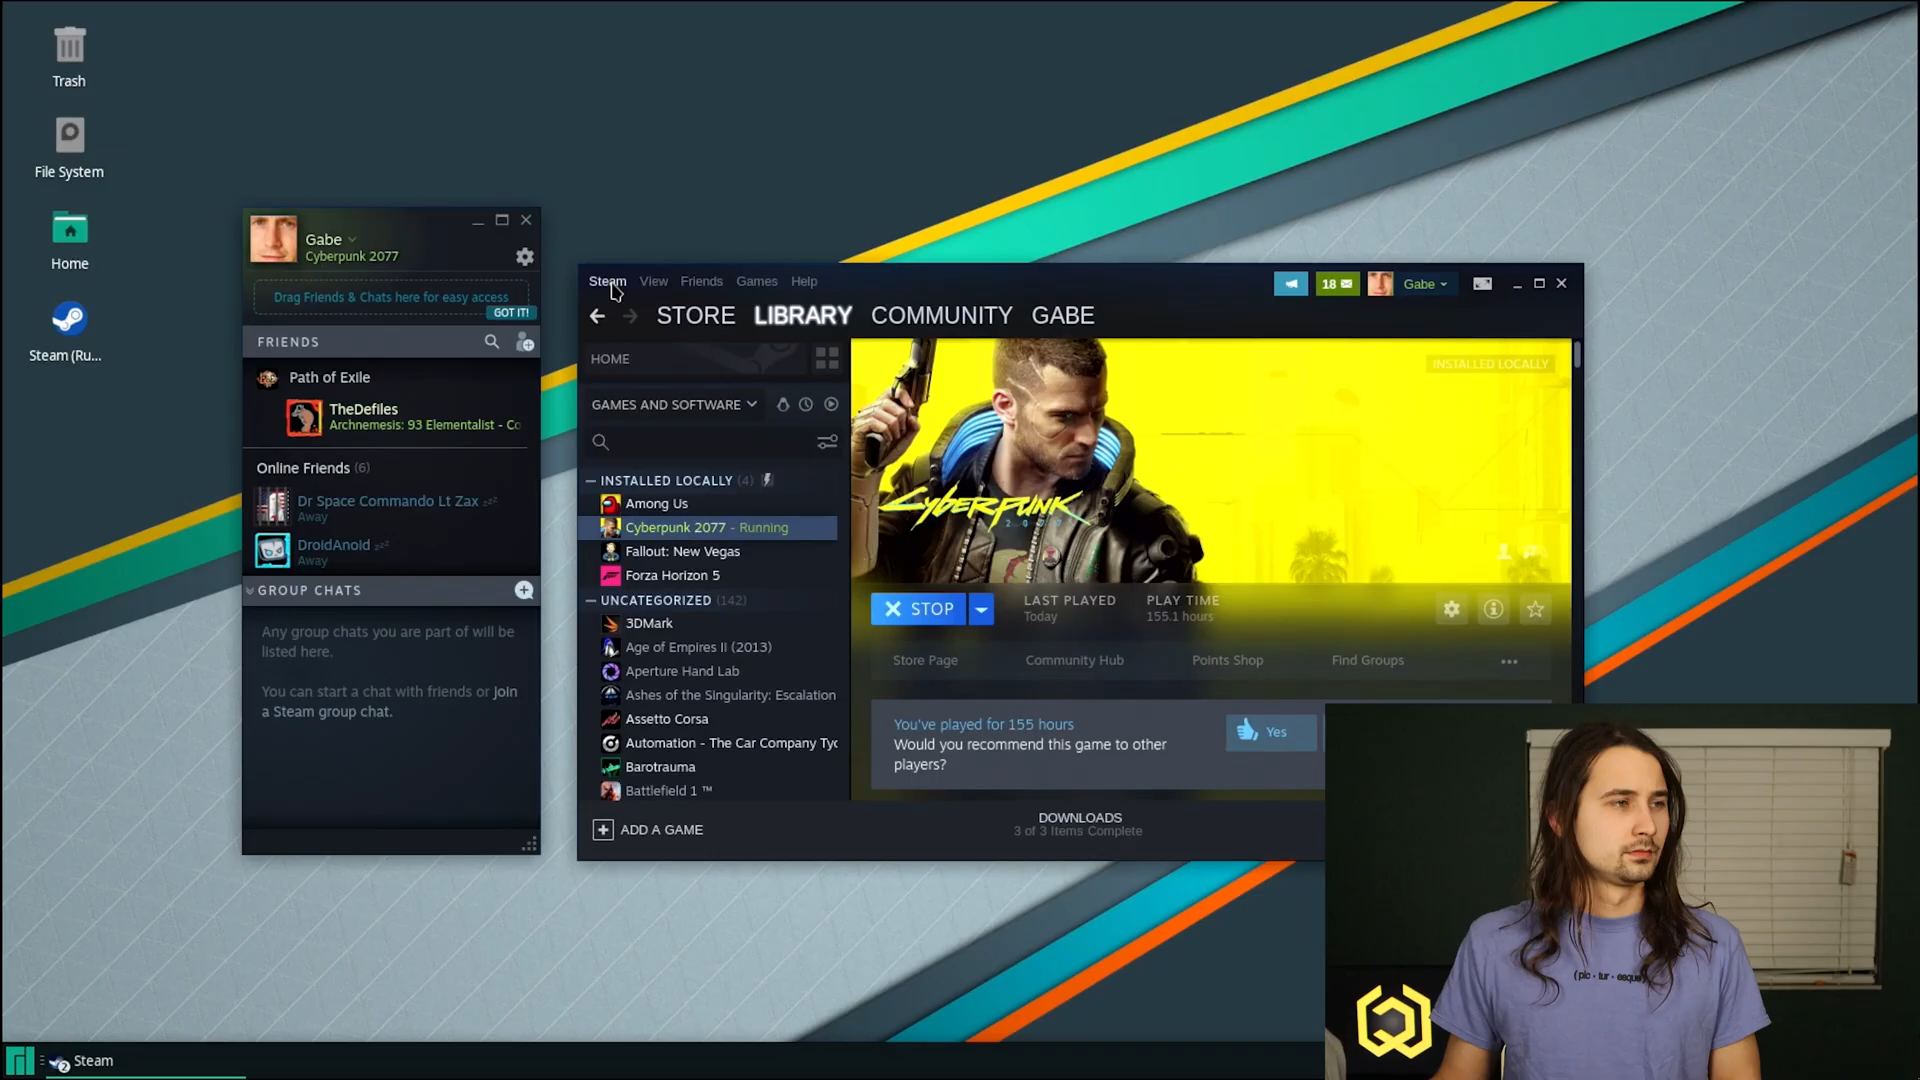 Trash
File System
Home
Steam (Ru...
Gabe
Cyberpunk 2077
Drag Friends & Chats here for easy access
GOT IT!
FRIENDS
Path of Exile
TheDefiles
Archnemesis: 93 Elementalist - Co
Online Friends (6)
Dr Space Commando Lt Zax zzz
Away
DroidAnoid zzz
Away
GROUP CHATS
Any group chats you are part of will be
listed here.
You can start a chat with friends or join
a Steam group chat.
Steam View Friends Games Help
18
Gabe
STORE LIBRARY COMMUNITY GABE
HOME
GAMES AND SOFTWARE
INSTALLED LOCALLY (4)
Among Us
Cyberpunk 2077 - Running
Fallout: New Vegas
Forza Horizon 5
UNCATEGORIZED (142)
3DMark
Age of Empires II (2013)
Aperture Hand Lab
Ashes of the Singularity: Escalation
Assetto Corsa
Automation - The Car Company Tyc
Barotrauma
Battlefield 1 ™
ADD A GAME
INSTALLED LOCALLY
CYBERPUNK
2077
STOP
LAST PLAYED
Today
PLAY TIME
155.1 hours
Store Page Community Hub Points Shop Find Groups
You've played for 155 hours
Would you recommend this game to other
players?
Yes
DOWNLOADS
3 of 3 Items Complete
(pic • tur • esque)
2
Steam